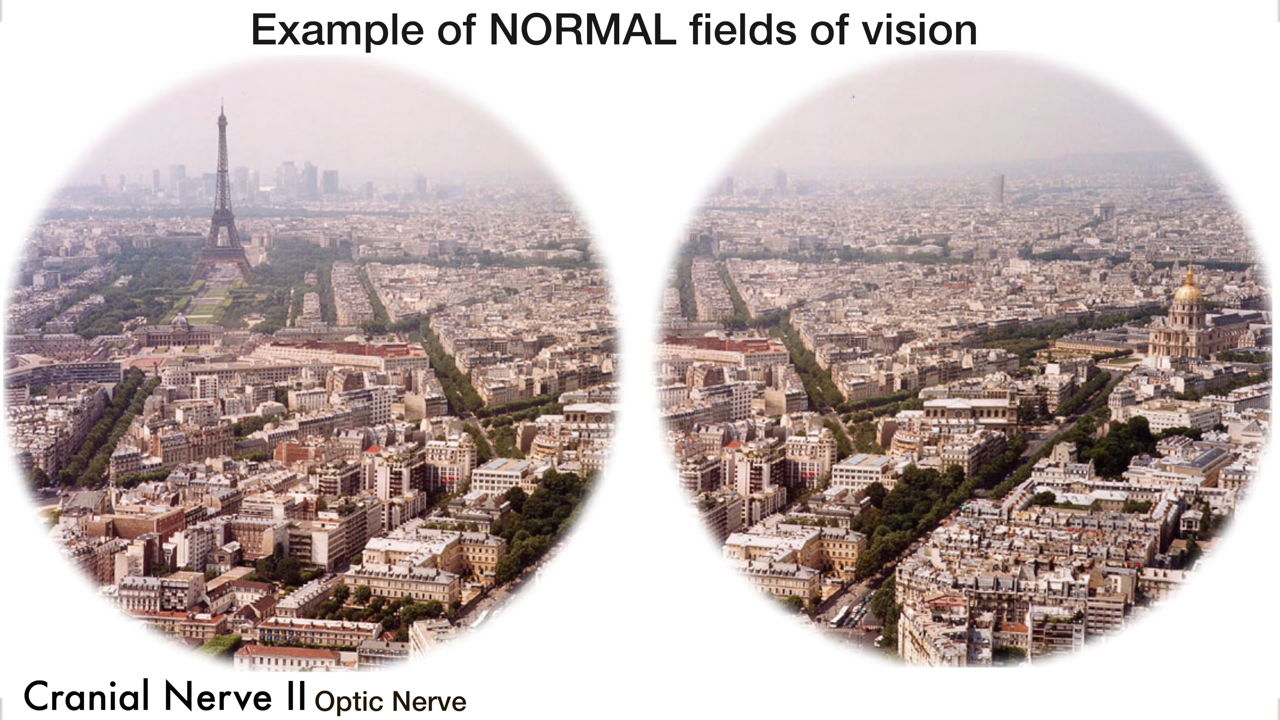 Example of NORMAL fields of vision
Cranial Nerve II Optic Nerve